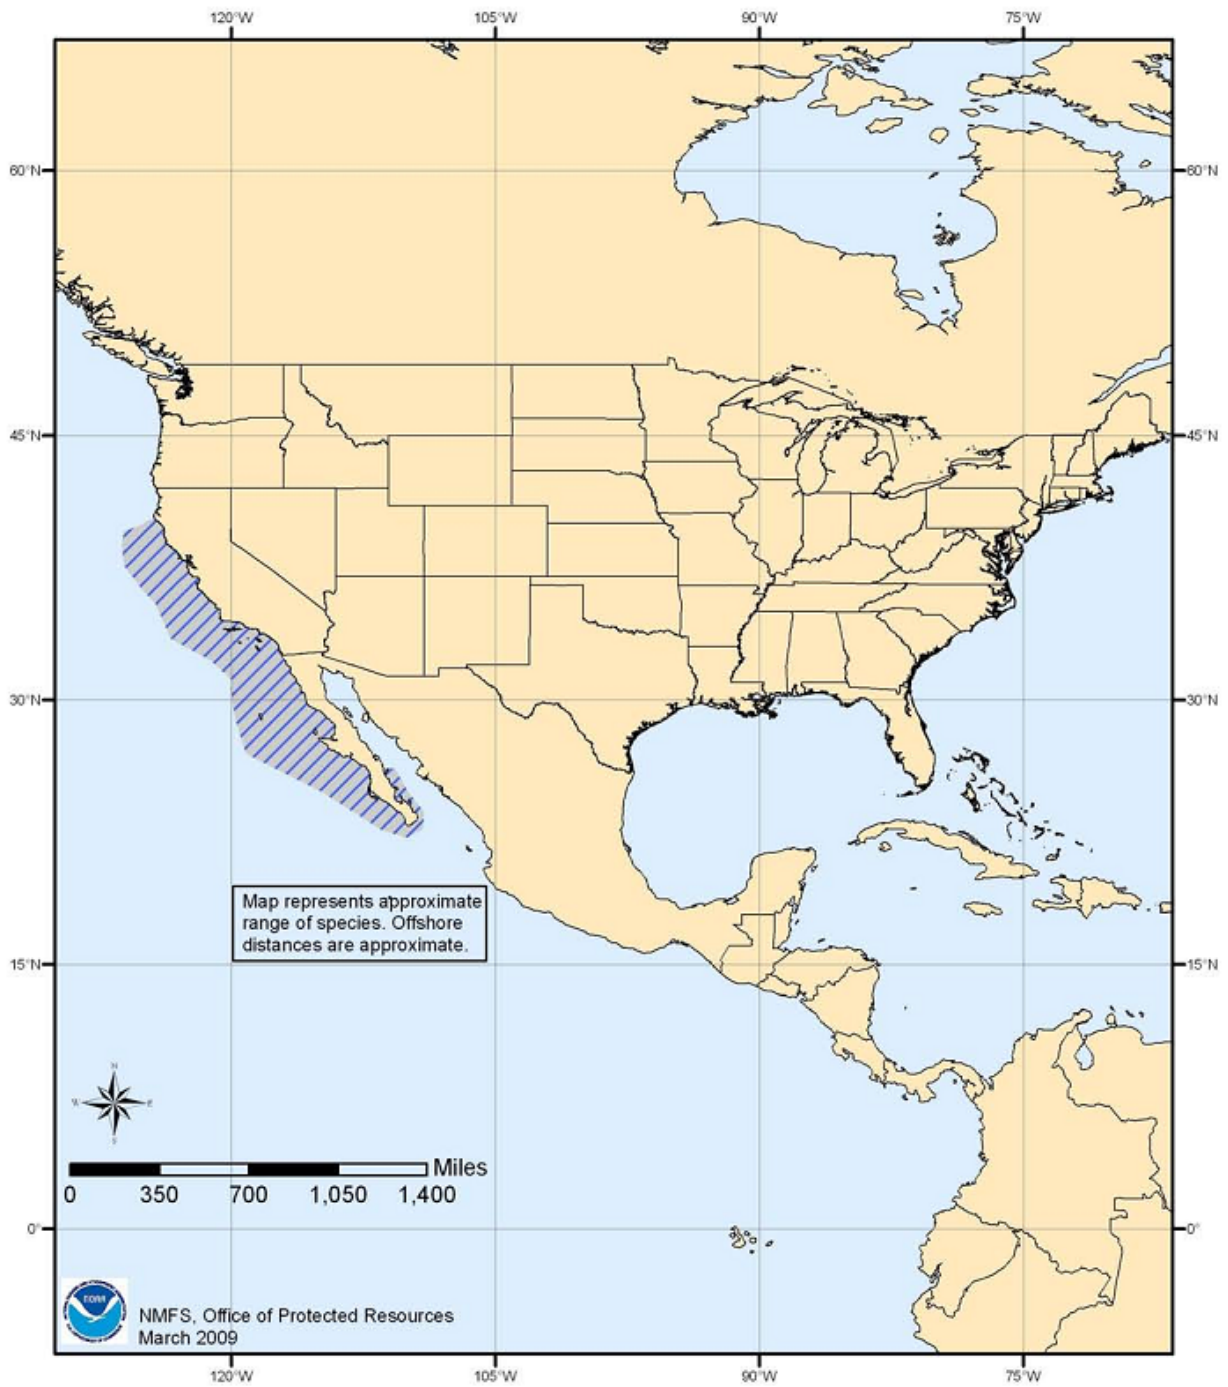 120°W 105°W 90°W 75°W
60°N 60°N
45°N 45°N
30°N 30°N
Map represents approximate
range of species. Offshore
distances are approximate.
15°N 15°N
N
W E
S
Miles
0 350 700 1,050 1,400
0° 0°
NOAA
NMFS, Office of Protected Resources
March 2009
120°W 105°W 90°W 75°W